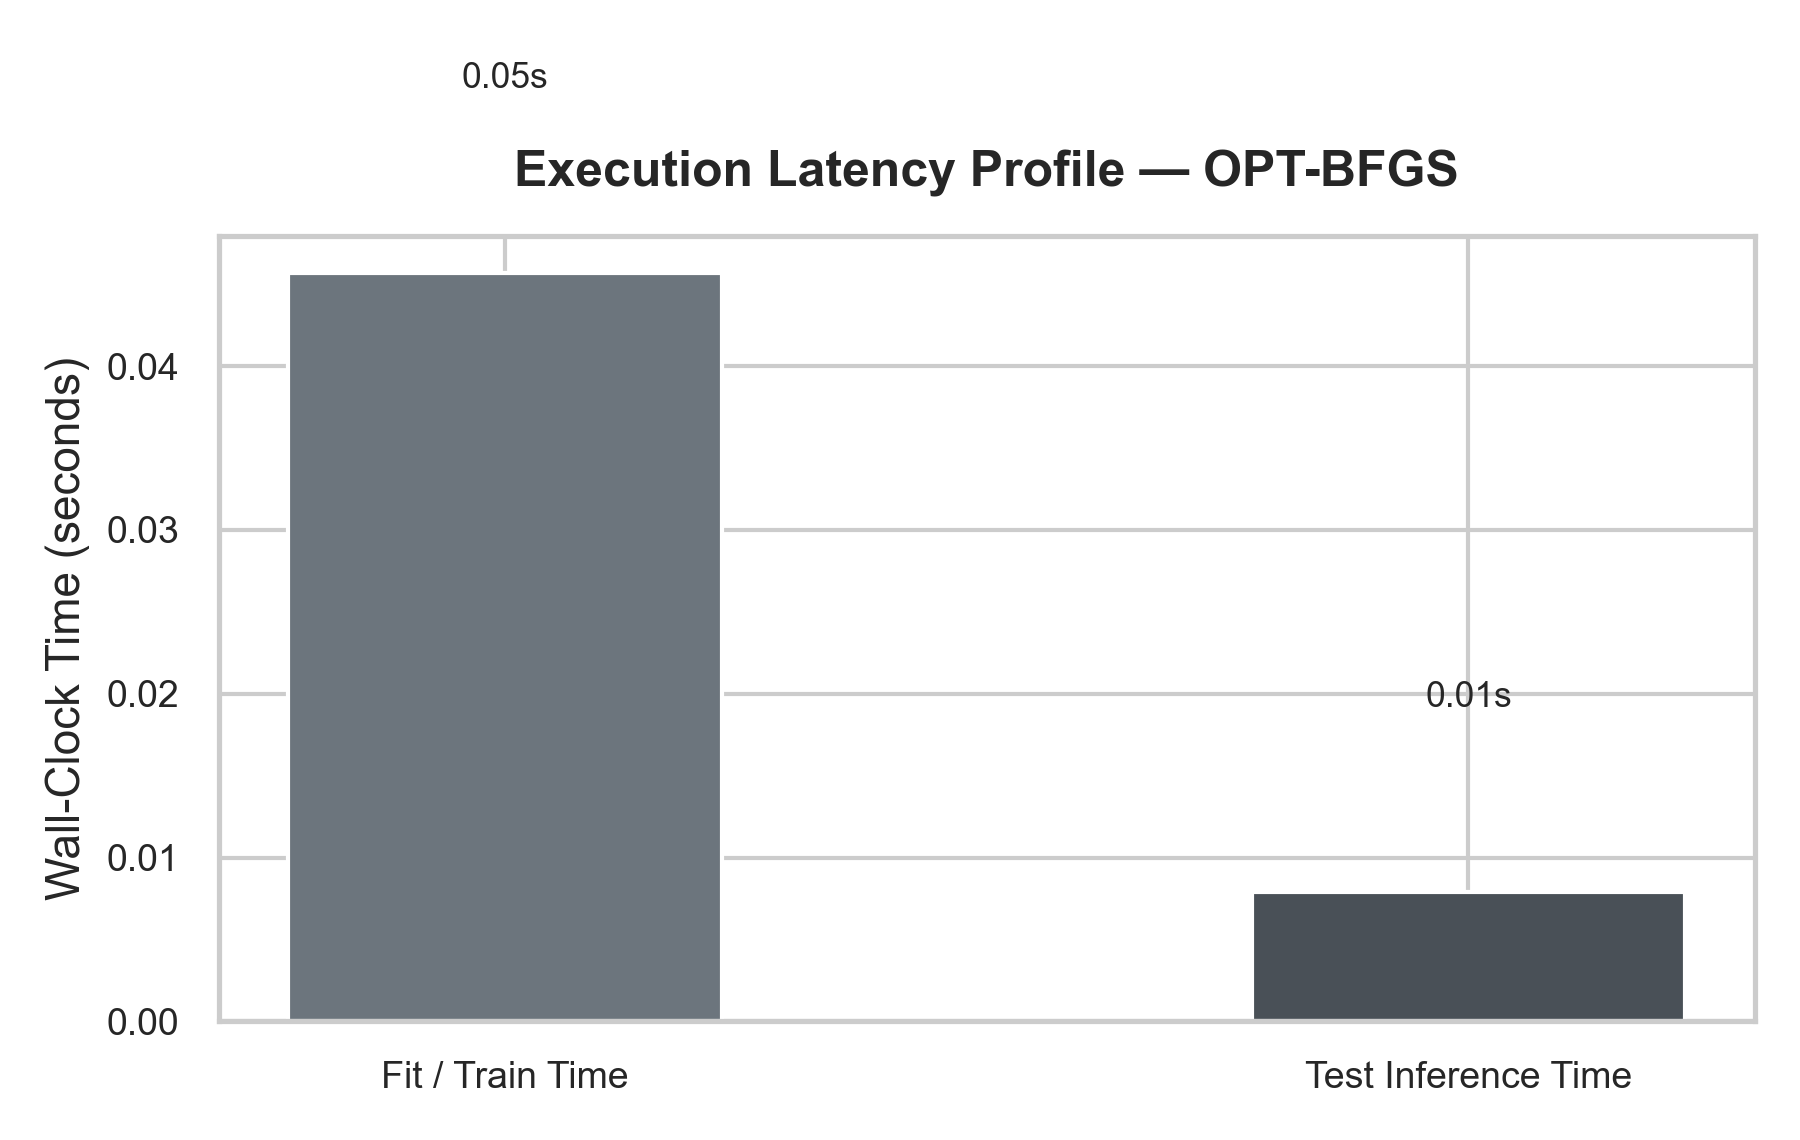 0.05s
Execution Latency Profile — OPT-BFGS
Wall-Clock Time (seconds)
0.04
0.03
0.02
0.01
0.00
0.01s
Fit / Train Time
Test Inference Time